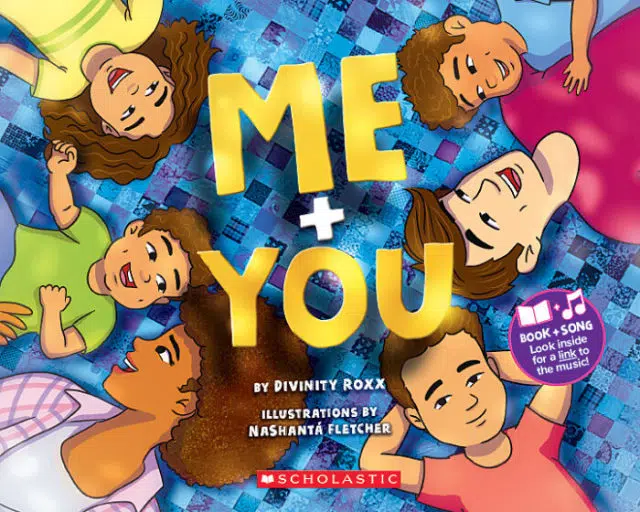 ME
+
YOU
BY DIVINITY ROXX
ILLUSTRATIONS BY
NASHANTÁ FLETCHER
SCHOLASTIC
BOOK + SONG
Look inside
for a link to
the music!